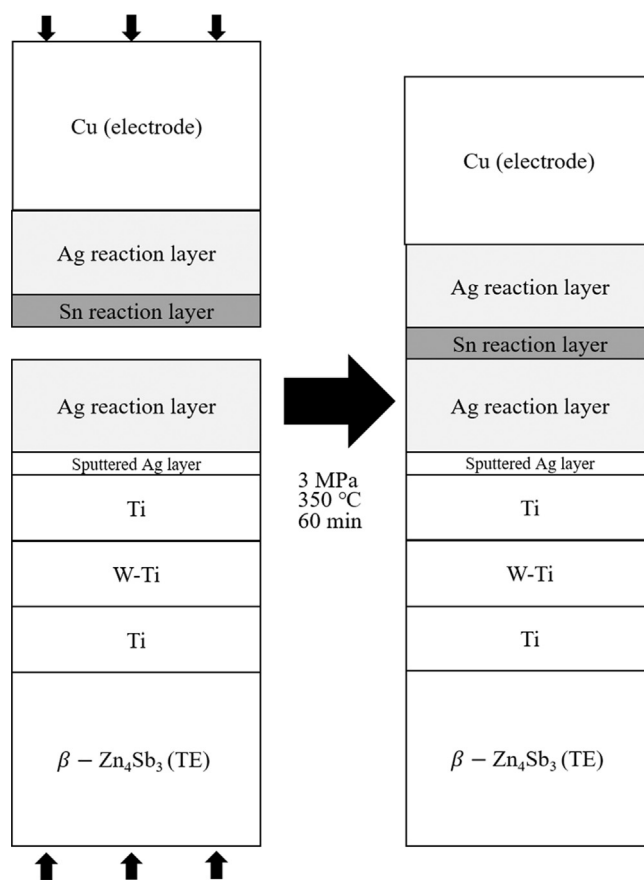 Cu (electrode)
Ag reaction layer
Sn reaction layer
Ag reaction layer
Sputtered Ag layer
Ti
W-Ti
Ti
β − Zn₄Sb₃ (TE)
3 MPa
350 °C
60 min
Cu (electrode)
Ag reaction layer
Sn reaction layer
Ag reaction layer
Sputtered Ag layer
Ti
W-Ti
Ti
β − Zn₄Sb₃ (TE)